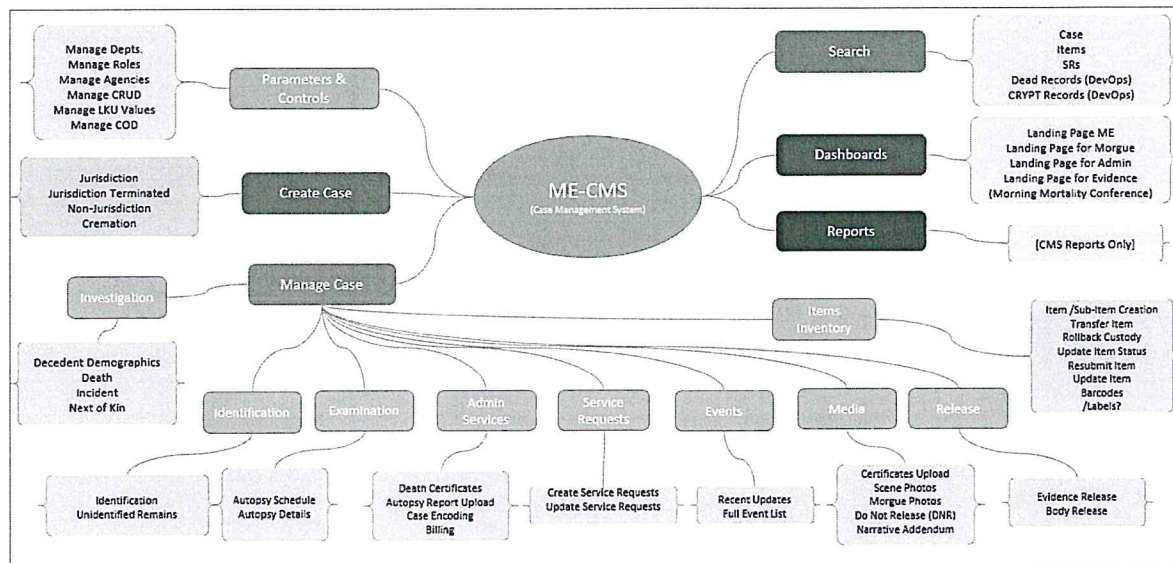 Manage Depts.
Manage Roles
Manage Agencies
Manage CRUD
Manage LKU Values
Manage COD
Parameters &
Controls
Jurisdiction
Jurisdiction Terminated
Non-Jurisdiction
Cremation
Create Case
ME-CMS
(Case Management System)
Search
Case
Items
SRs
Dead Records (DevOps)
CRYPT Records (DevOps)
Dashboards
Landing Page ME
Landing Page for Morgue
Landing Page for Admin
Landing Page for Evidence
(Morning Mortality Conference)
Reports
[CMS Reports Only]
Manage Case
Investigation
Decedent Demographics
Death
Incident
Next of Kin
Items
Inventory
Item /Sub-Item Creation
Transfer Item
Rollback Custody
Update Item Status
Resubmit Item
Update Item
Barcodes
/Labels?
Identification
Identification
Unidentified Remains
Examination
Autopsy Schedule
Autopsy Details
Admin
Services
Death Certificates
Autopsy Report Upload
Case Encoding
Billing
Service
Requests
Create Service Requests
Update Service Requests
Events
Recent Updates
Full Event List
Media
Certificates Upload
Scene Photos
Morgue Photos
Do Not Release (DNR)
Narrative Addendum
Release
Evidence Release
Body Release